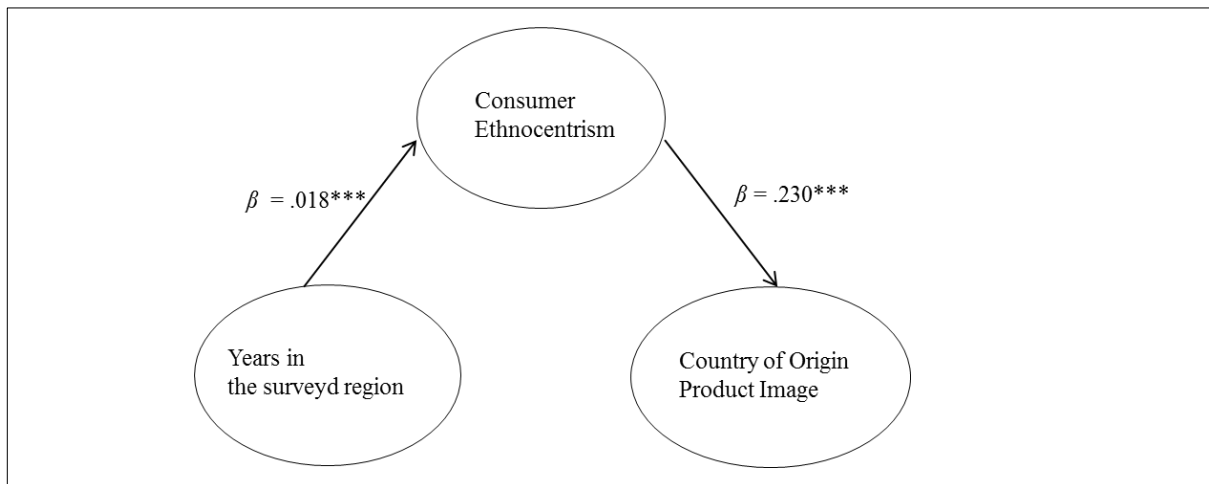 Consumer
Ethnocentrism
β = .018***
β = .230***
Years in
the surveyd region
Country of Origin
Product Image